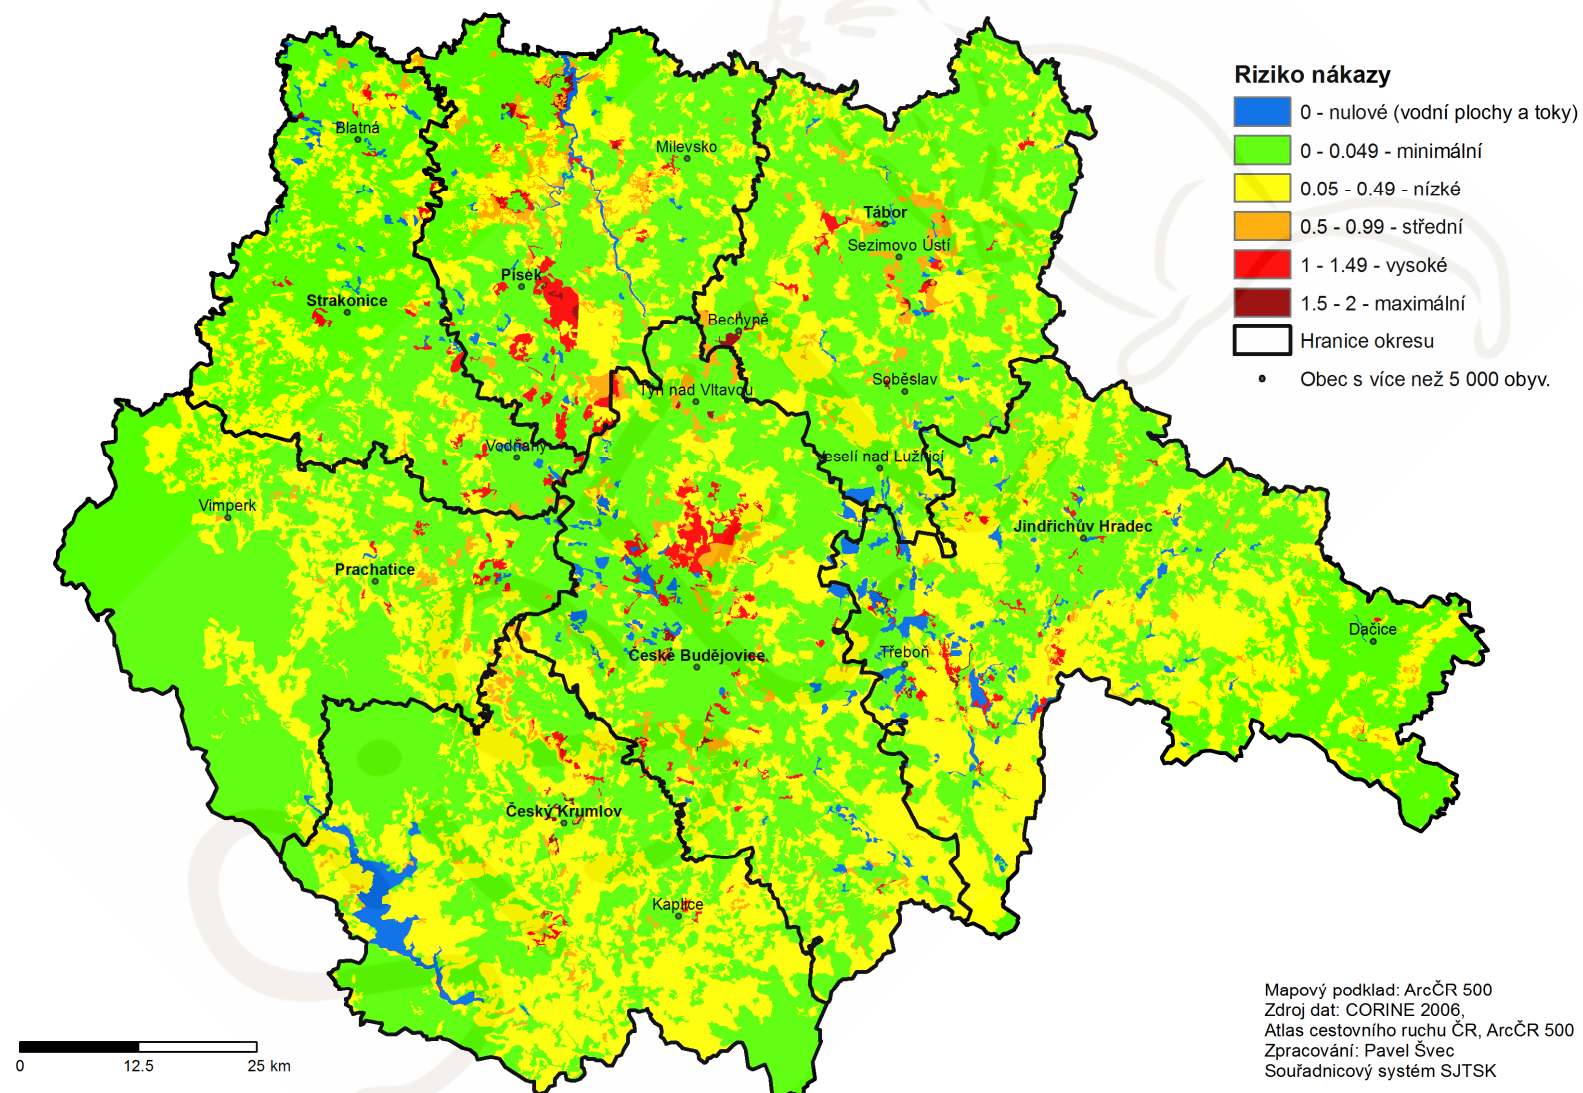 Riziko nákazy
0 - nulové (vodní plochy a toky)
0 - 0.049 - minimální
0.05 - 0.49 - nízké
0.5 - 0.99 - střední
1 - 1.49 - vysoké
1.5 - 2 - maximální
Hranice okresu
Obec s více než 5 000 obyv.
Blatná
Milevsko
Tábor
Sezimovo Ústí
Písek
Strakonice
Bechyně
Soběslav
Týn nad Vltavou
Vodňany
Veselí nad Lužnicí
Vimperk
Jindřichův Hradec
Prachatice
Dačice
České Budějovice
Třeboň
Český Krumlov
Kaplice
Mapový podklad: ArcČR 500
Zdroj dat: CORINE 2006,
Atlas cestovního ruchu ČR, ArcČR 500
Zpracování: Pavel Švec
Souřadnicový systém SJTSK
0 12.5 25 km